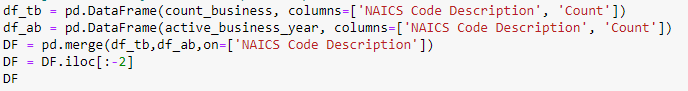 df_tb = pd.DataFrame(count_business, columns=['NAICS Code Description', 'Count'])
df_ab = pd.DataFrame(active_business_year, columns=['NAICS Code Description', 'Count'])
DF = pd.merge(df_tb,df_ab,on=['NAICS Code Description'])
DF = DF.iloc[:-2]
DF